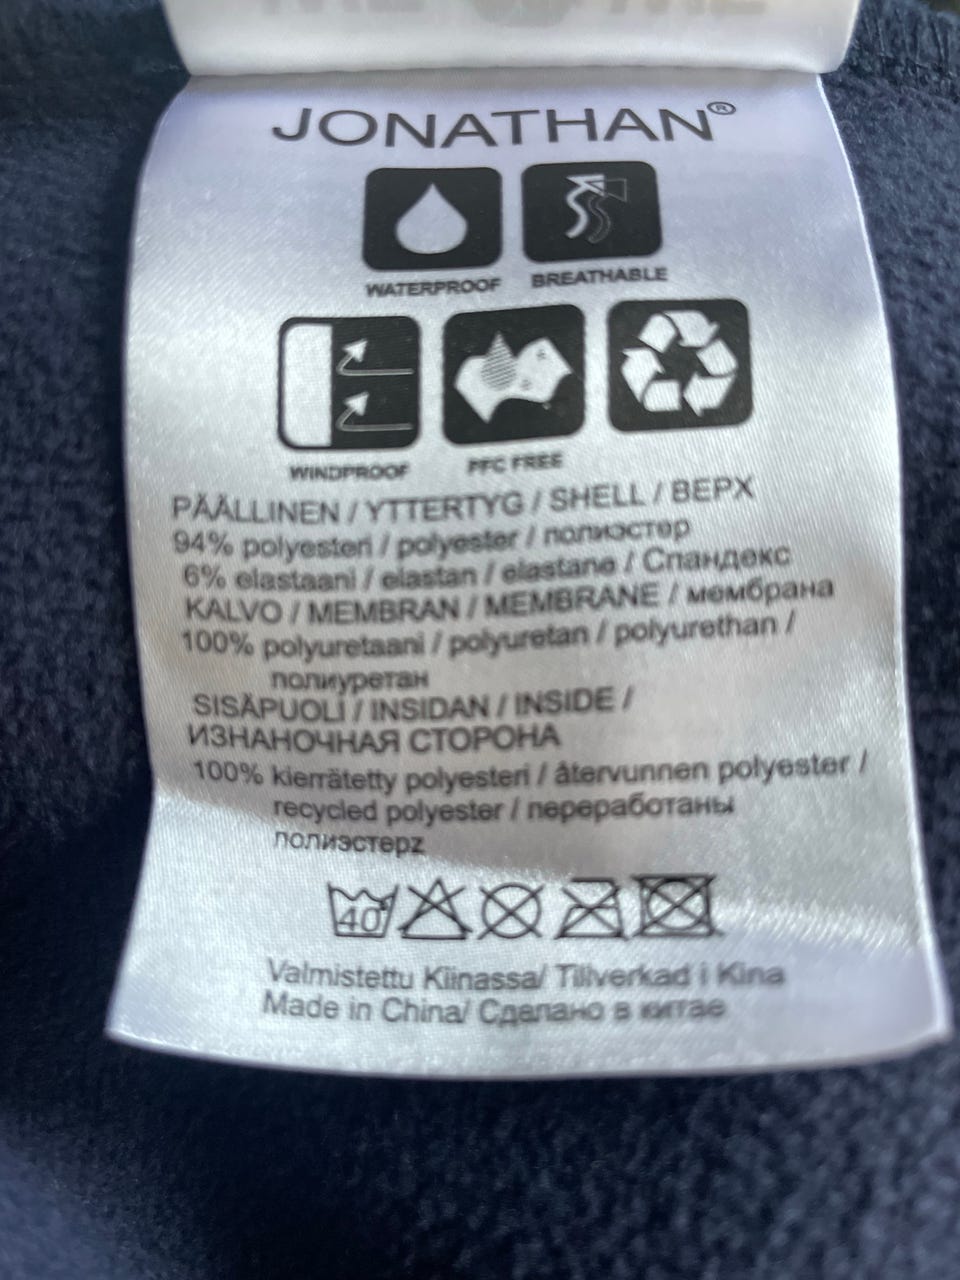 JONATHAN®
WATERPROOF BREATHABLE
WINDPROOF PFC FREE
PÄÄLLINEN / YTTERTYG / SHELL / ВЕРХ
94% polyesteri / polyester / полиэстер
6% elastaani / elastan / elastane / Спандекс
KALVO / MEMBRAN / MEMBRANE / мембрана
100% polyuretaani / polyuretan / polyurethan /
полиуретан
SISÄPUOLI / INSIDAN / INSIDE /
ИЗНАНОЧНАЯ СТОРОНА
100% kierrätetty polyesteri / återvunnen polyester /
recycled polyester / переработаны
полиэстерz
40
Valmistettu Kiinassa/ Tillverkad i Kina
Made in China/ Сделано в китае